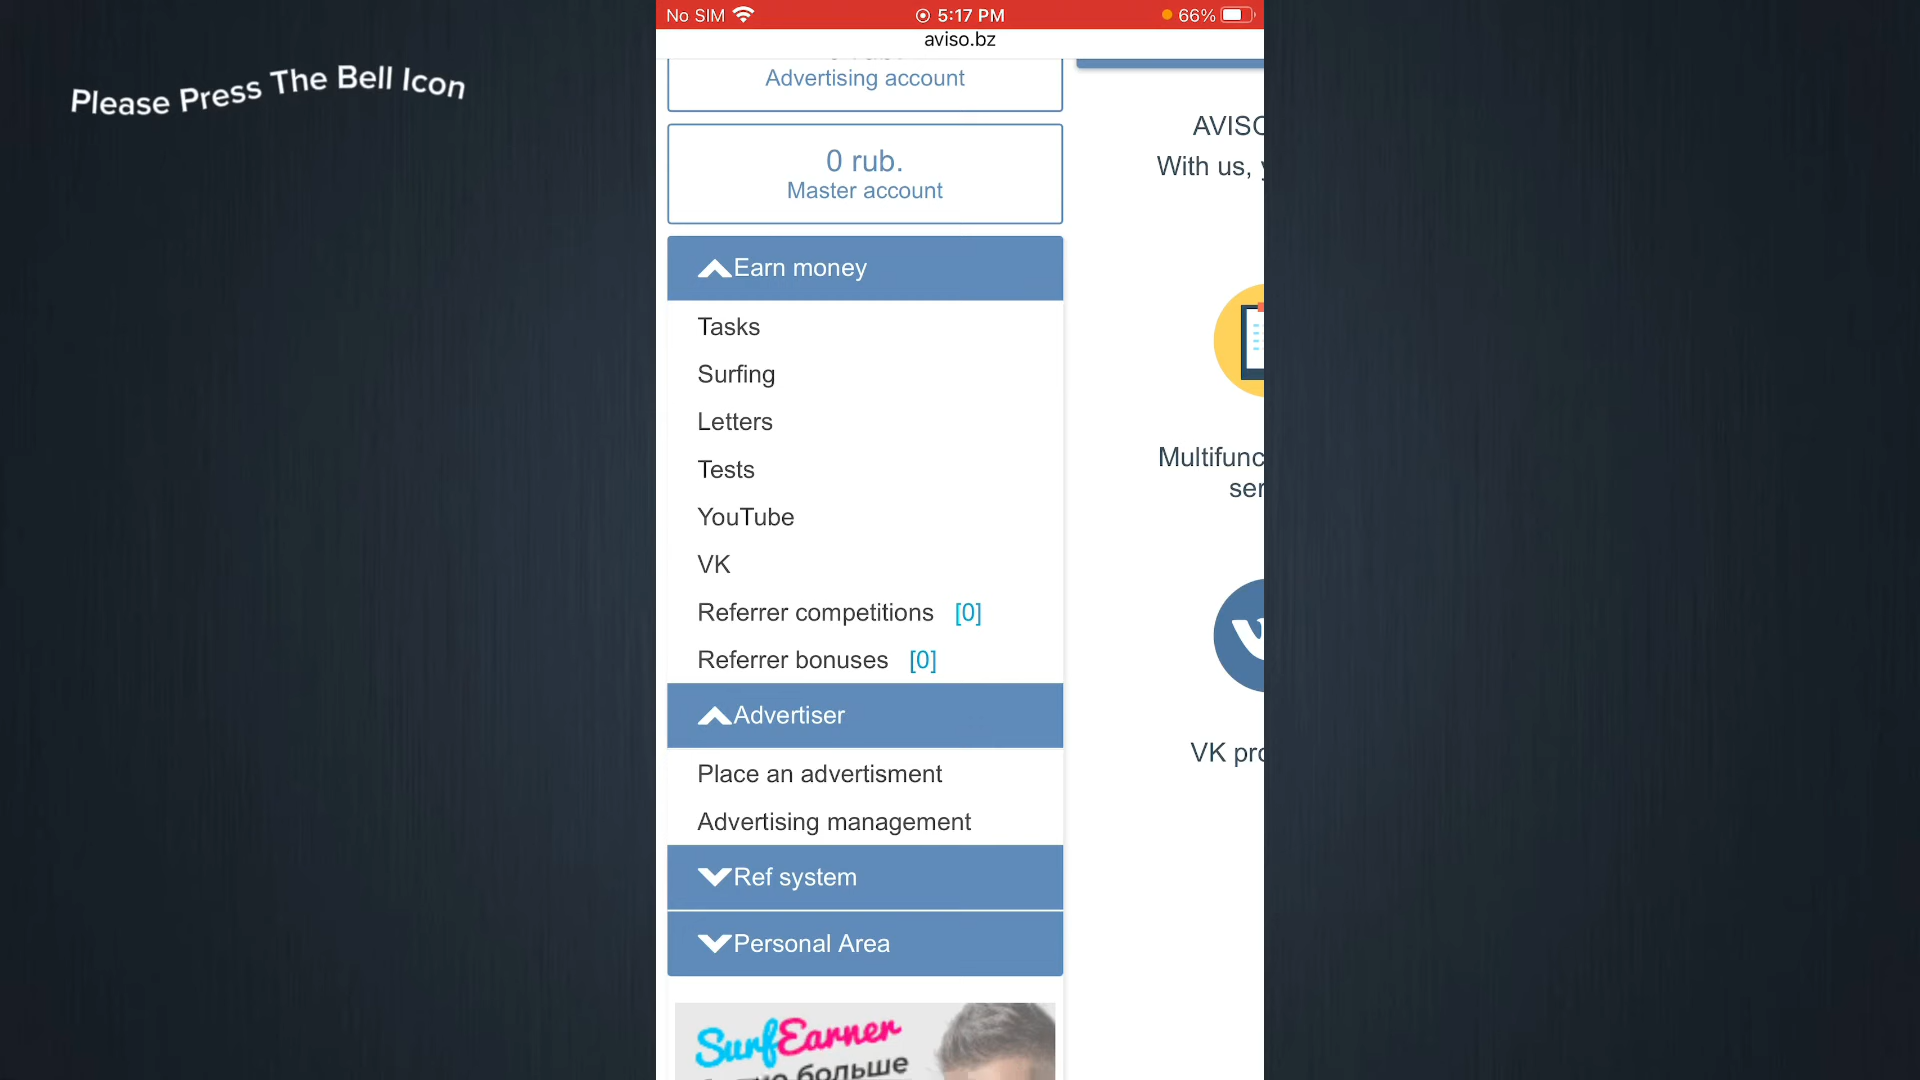 Please Press The Bell Icon
No SIM 5:17 PM 66%
aviso.bz
Advertising account
0 rub.
Master account
Earn money
Tasks
Surfing
Letters
Tests
YouTube
VK
Referrer competitions [0]
Referrer bonuses [0]
Advertiser
Place an advertisment
Advertising management
Ref system
Personal Area
SurfEarner
больше
AVISO
With us,
Multifunc
ser
VK pro